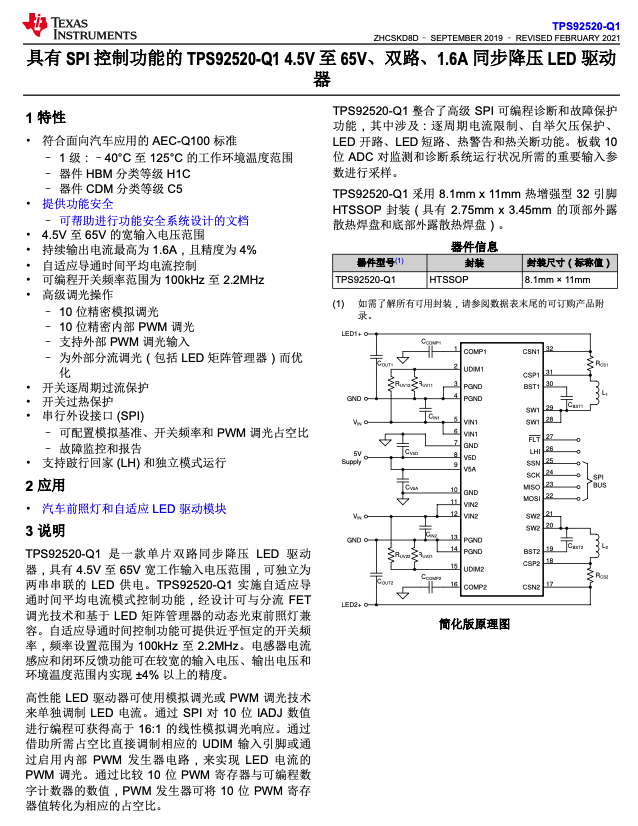 TEXAS
INSTRUMENTS
TPS92520-Q1
ZHCSKD8D – SEPTEMBER 2019 – REVISED FEBRUARY 2021
具有 SPI 控制功能的 TPS92520-Q1 4.5V 至 65V、双路、1.6A 同步降压 LED 驱动
器
1 特性
• 符合面向汽车应用的 AEC-Q100 标准
– 1 级：–40°C 至 125°C 的工作环境温度范围
– 器件 HBM 分类等级 H1C
– 器件 CDM 分类等级 C5
• 提供功能安全
– 可帮助进行功能安全系统设计的文档
• 4.5V 至 65V 的宽输入电压范围
• 持续输出电流最高为 1.6A，且精度为 4%
• 自适应导通时间平均电流控制
• 可编程开关频率范围为 100kHz 至 2.2MHz
• 高级调光操作
– 10 位精密模拟调光
– 10 位精密内部 PWM 调光
– 支持外部 PWM 调光输入
– 为外部分流调光（包括 LED 矩阵管理器）而优
化
• 开关逐周期过流保护
• 开关过热保护
• 串行外设接口 (SPI)
– 可配置模拟基准、开关频率和 PWM 调光占空比
– 故障监控和报告
• 支持跛行回家 (LH) 和独立模式运行
2 应用
• 汽车前照灯和自适应 LED 驱动模块
3 说明
TPS92520-Q1 是一款单片双路同步降压 LED 驱动
器，具有 4.5V 至 65V 宽工作输入电压范围，可独立为
两串串联的 LED 供电。TPS92520-Q1 实施自适应导
通时间平均电流模式控制功能，经设计可与分流 FET
调光技术和基于 LED 矩阵管理器的动态光束前照灯兼
容。自适应导通时间控制功能可提供近乎恒定的开关频
率，频率设置范围为 100kHz 至 2.2MHz。电感器电流
感应和闭环反馈功能可在较宽的输入电压、输出电压和
环境温度范围内实现 ±4% 以上的精度。
高性能 LED 驱动器可使用模拟调光或 PWM 调光技术
来单独调制 LED 电流。通过 SPI 对 10 位 IADJ 数值
进行编程可获得高于 16:1 的线性模拟调光响应。通过
借助所需占空比直接调制相应的 UDIM 输入引脚或通
过启用内部 PWM 发生器电路，来实现 LED 电流的
PWM 调光。通过比较 10 位 PWM 寄存器与可编程数
字计数器的数值，PWM 发生器可将 10 位 PWM 寄存
器值转化为相应的占空比。
TPS92520-Q1 整合了高级 SPI 可编程诊断和故障保护
功能，其中涉及：逐周期电流限制、自举欠压保护、
LED 开路、LED 短路、热警告和热关断功能。板载 10
位 ADC 对监测和诊断系统运行状况所需的重要输入参
数进行采样。
TPS92520-Q1 采用 8.1mm x 11mm 热增强型 32 引脚
HTSSOP 封装（具有 2.75mm x 3.45mm 的顶部外露
散热焊盘和底部外露散热焊盘）。
器件信息
器件型号(1) 封装 封装尺寸（标称值）
TPS92520-Q1 HTSSOP 8.1mm × 11mm
(1) 如需了解所有可用封装，请参阅数据表末尾的可订购产品附
录。
LED1+
CCOMP1 1 COMP1 CSN1 32
COUT1 RCS1
2 UDIM1 CSP1 31
RUV12 RUV11 3 PGND BST1 30 L1
GND 4 PGND CBST1
CIN1 SW1 29
VIN 5 VIN1 SW1 28
6 VIN1
7 GND FLT 27
5V CV5D LHI 26
Supply 8 V5D SSN 25
9 V5A SCK 24 SPI
CV5A MISO 23 BUS
10 GND MOSI 22
11 VIN2
VIN 12 VIN2 SW2 21
CIN2 SW2 20
GND 13 PGND CBST2
14 PGND BST2 19 L2
RUV22 RUV21 CSP2 18
15 UDIM2
COUT2 CCOMP2 RCS2
16 COMP2 CSN2 17
LED2+
简化版原理图